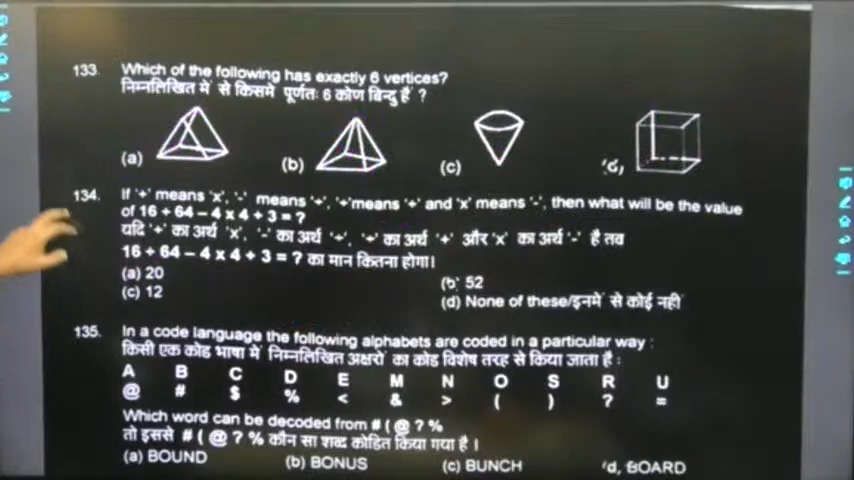 133. Which of the following has exactly 6 vertices?
निम्नलिखित में से किसमें पूर्णतः 6 कोण बिन्दु हैं ?
(a) (b) (c)
134. If '+' means 'x', '-' means '÷', '÷'means '+' and 'x' means '-', then what will be the value
of 16 ÷ 64 – 4 x 4 + 3 = ?
यदि '+' का अर्थ 'x', '-' का अर्थ '÷', '÷' का अर्थ '+' और 'x' का अर्थ '-' है तब
16 ÷ 64 – 4 x 4 + 3 = ? का मान कितना होगा।
(a) 20 (b) 52
(c) 12 (d) None of these/इनमें से कोई नहीं
135. In a code language the following alphabets are coded in a particular way :
किसी एक कोड भाषा में निम्नलिखित अक्षरों का कोड विशेष तरह से किया जाता है :
A B C D E M N O S R U
@ # $ % < & > ( ) ? =
Which word can be decoded from # ( @ ? %
तो इससे # ( @ ? % कौन सा शब्द कोडित किया गया है ।
(a) BOUND (b) BONUS (c) BUNCH (d) BOARD